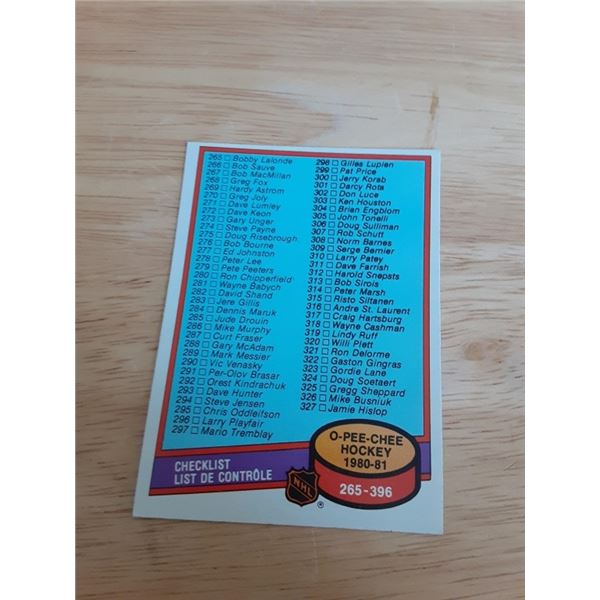 265 Bobby Lalonde
266 Bob Sauve
267 Bob MacMillan
268 Greg Fox
269 Hardy Astrom
270 Greg Joly
271 Dave Lumley
272 Dave Keon
273 Gary Unger
274 Steve Payne
275 Doug Risebrough
276 Bob Bourne
277 Ed Johnston
278 Peter Lee
279 Pete Peeters
280 Ron Chipperfield
281 Wayne Babych
282 David Shand
283 Jere Gillis
284 Dennis Maruk
285 Jude Drouin
286 Mike Murphy
287 Curt Fraser
288 Gary McAdam
289 Mark Messier
290 Vic Venasky
291 Per-Olov Brasar
292 Orest Kindrachuk
293 Dave Hunter
294 Steve Jensen
295 Chris Oddleifson
296 Larry Playfair
297 Mario Tremblay
298 Gilles Lupien
299 Pat Price
300 Jerry Korab
301 Darcy Rota
302 Don Luce
303 Ken Houston
304 Brian Engblom
305 John Tonelli
306 Doug Sulliman
307 Rob Schutt
308 Norm Barnes
309 Serge Bernier
310 Larry Patey
311 Dave Farrish
312 Harold Snepsts
313 Bob Sirois
314 Peter Marsh
315 Risto Siltanen
316 Andre St. Laurent
317 Craig Hartsburg
318 Wayne Cashman
319 Lindy Ruff
320 Willi Plett
321 Ron Delorme
322 Gaston Gingras
323 Gordie Lane
324 Doug Soetaert
325 Gregg Sheppard
326 Mike Busniuk
327 Jamie Hislop
CHECKLIST
LIST DE CONTRÔLE
NHL
®
O-PEE-CHEE
HOCKEY
1980-81
265-396